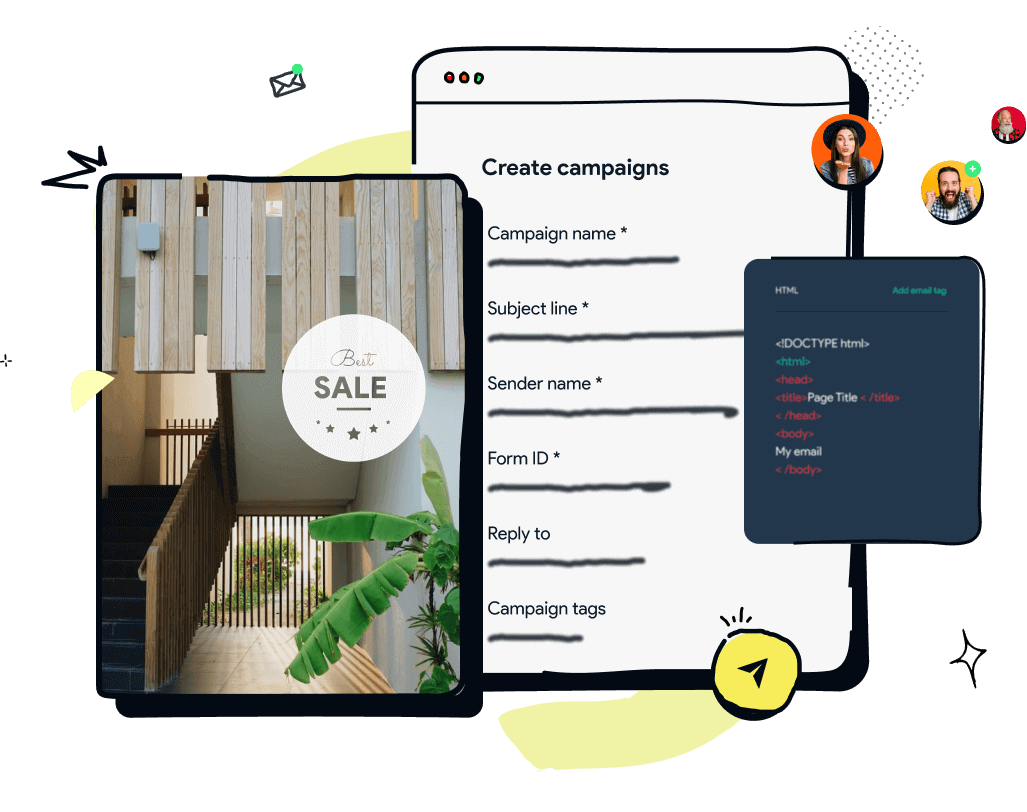 Create campaigns
Campaign name *
Subject line *
Sender name *
Form ID *
Reply to
Campaign tags
Best
SALE
HTML
Add email tag
<!DOCTYPE html>
<html>
<head>
<title>Page Title < /title>
< /head>
<body>
My email
< /body>